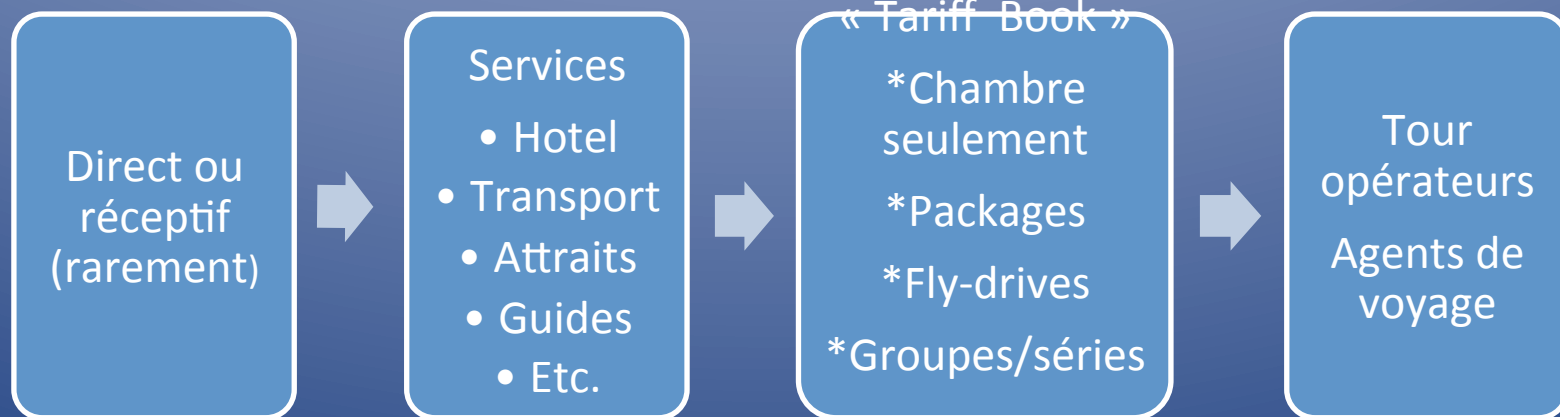 Direct ou
réceptif
(rarement)
Services
• Hotel
• Transport
• Attraits
• Guides
• Etc.
« Tariff Book »
*Chambre
seulement
*Packages
*Fly-drives
*Groupes/séries
Tour
opérateurs
Agents de
voyage